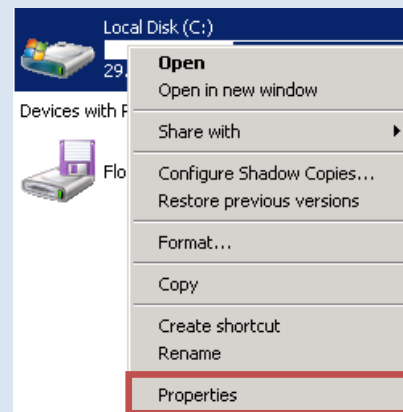 Local Disk (C:)
29.
Devices with
Flo
Open
Open in new window
Share with
Configure Shadow Copies...
Restore previous versions
Format...
Copy
Create shortcut
Rename
Properties